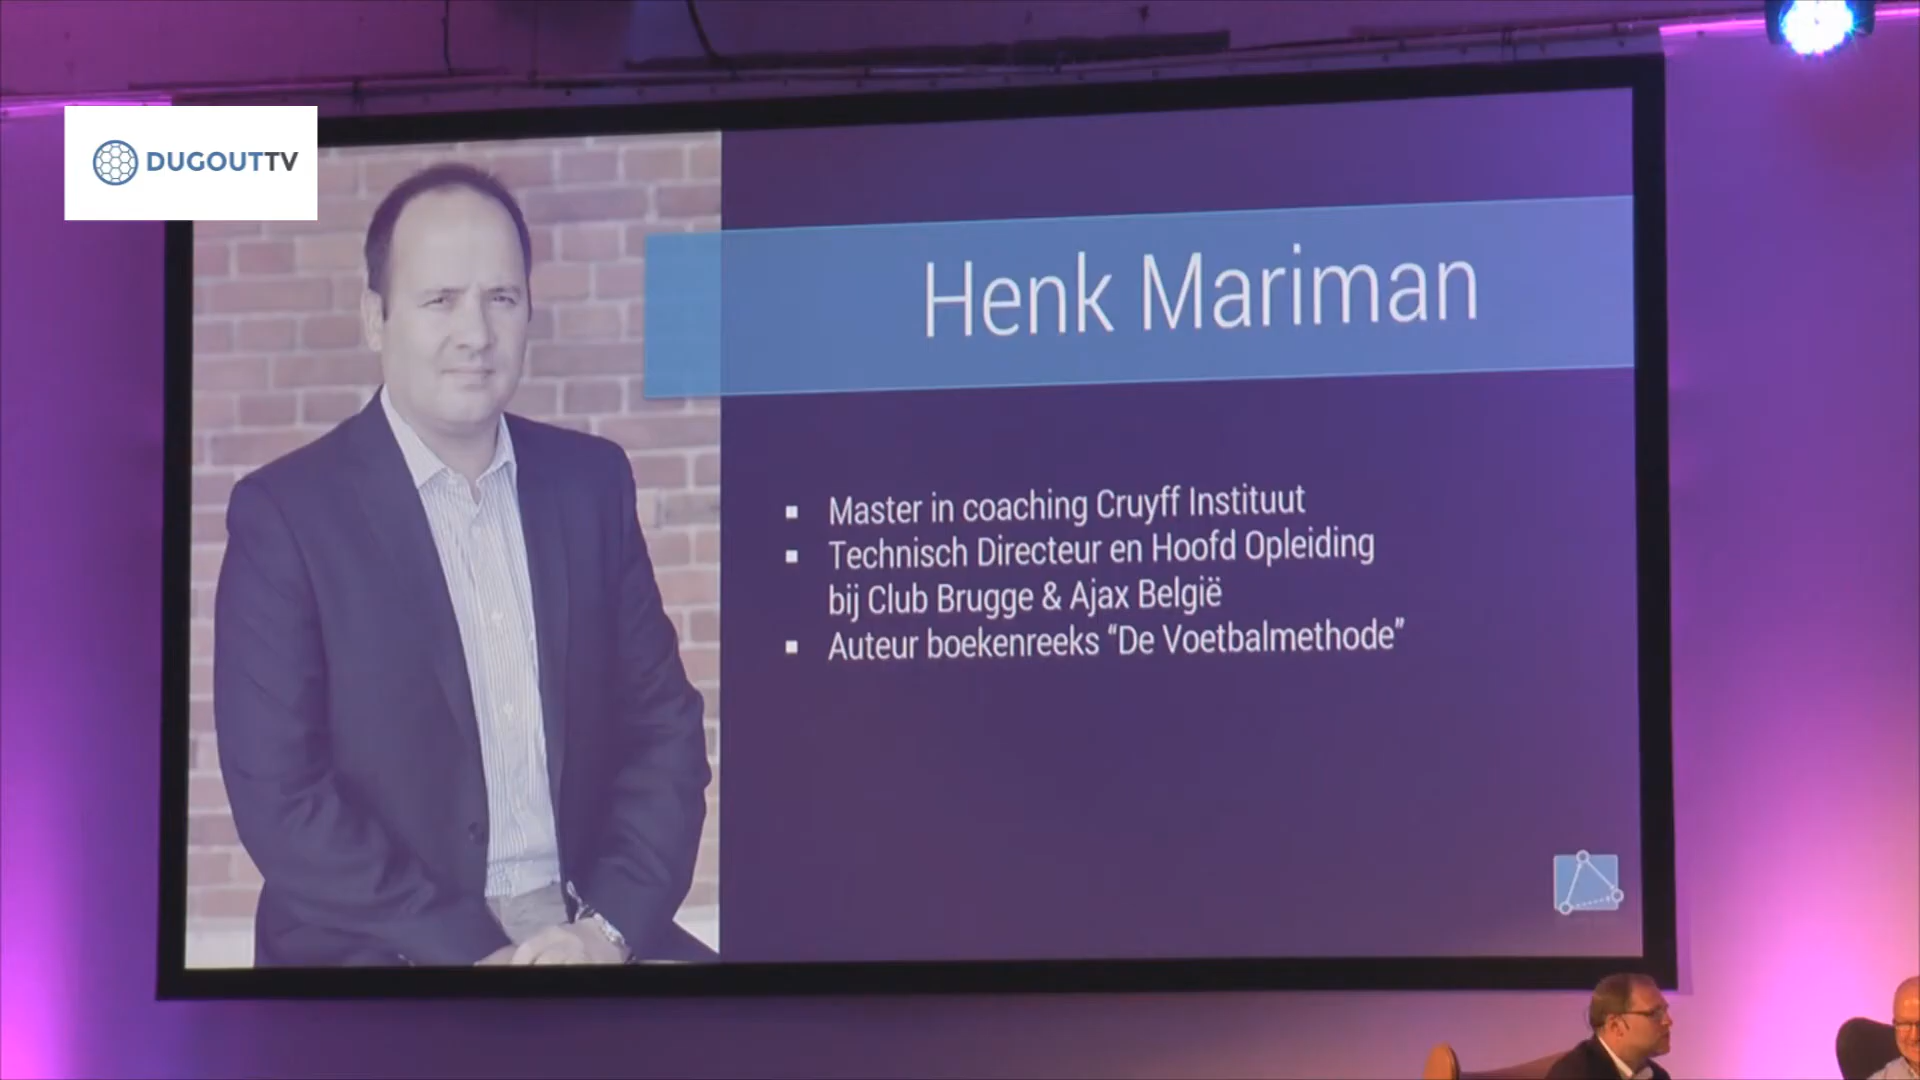 DUGOUTTV
Henk Mariman
▪ Master in coaching Cruyff Instituut
▪ Technisch Directeur en Hoofd Opleiding
bij Club Brugge & Ajax België
▪ Auteur boekenreeks “De Voetbalmethode”